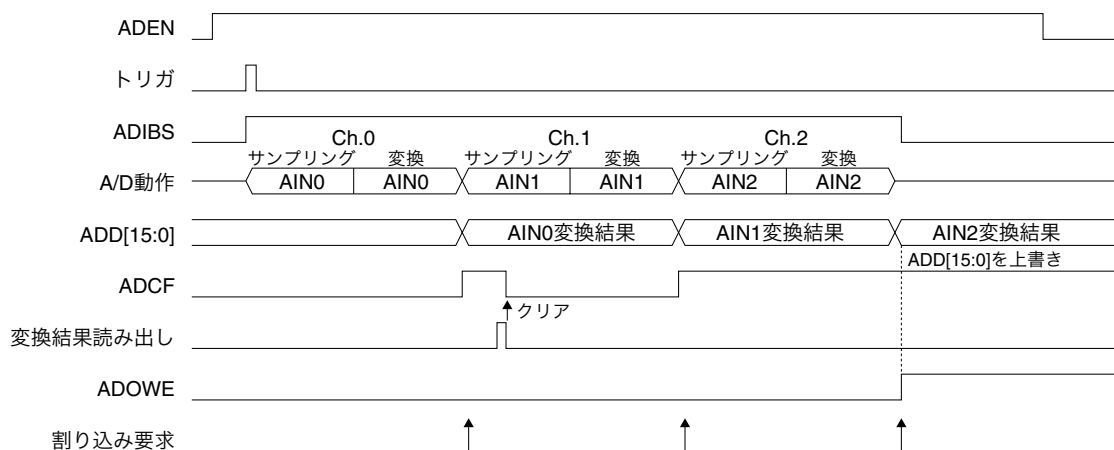 ADEN
トリガ
ADIBS
Ch.0 Ch.1 Ch.2
サンプリング 変換 サンプリング 変換 サンプリング 変換
A/D動作 AIN0 AIN0 AIN1 AIN1 AIN2 AIN2
ADD[15:0] AIN0変換結果 AIN1変換結果 AIN2変換結果
ADD[15:0]を上書き
ADCF
クリア
変換結果読み出し
ADOWE
割り込み要求